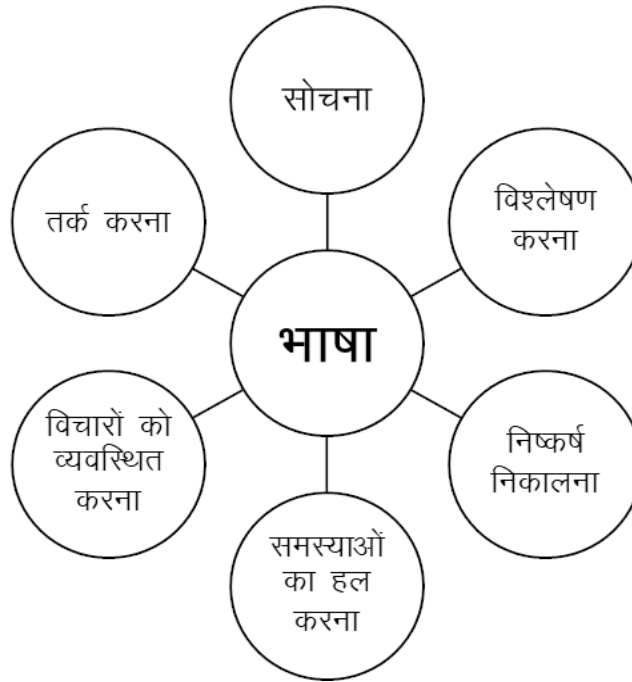 सोचना
तर्क करना
विश्लेषण
करना
भाषा
विचारों को
व्यवस्थित
करना
निष्कर्ष
निकालना
समस्याओं
का हल
करना